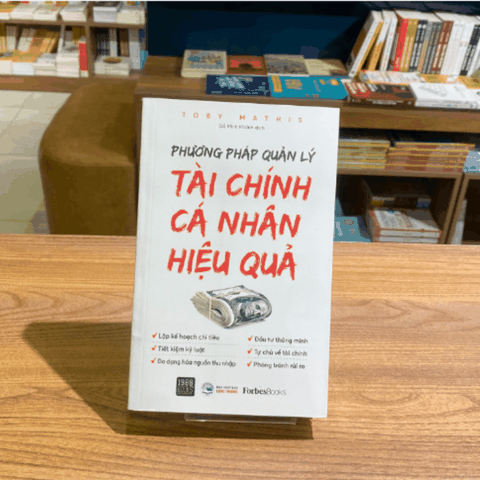 TOBY MATHIS
PHƯƠNG PHÁP QUẢN LÝ
TÀI CHÍNH
CÁ NHÂN
HIỆU QUẢ
✓ Lập kế hoạch chi tiêu
✓ Tiết kiệm kỷ luật
✓ Đa dạng hóa nguồn thu nhập
✓ Đầu tư thông minh
✓ Tự chủ về tài chính
✓ Phòng tránh rủi ro
1980 BOOKS
ForbesBooks